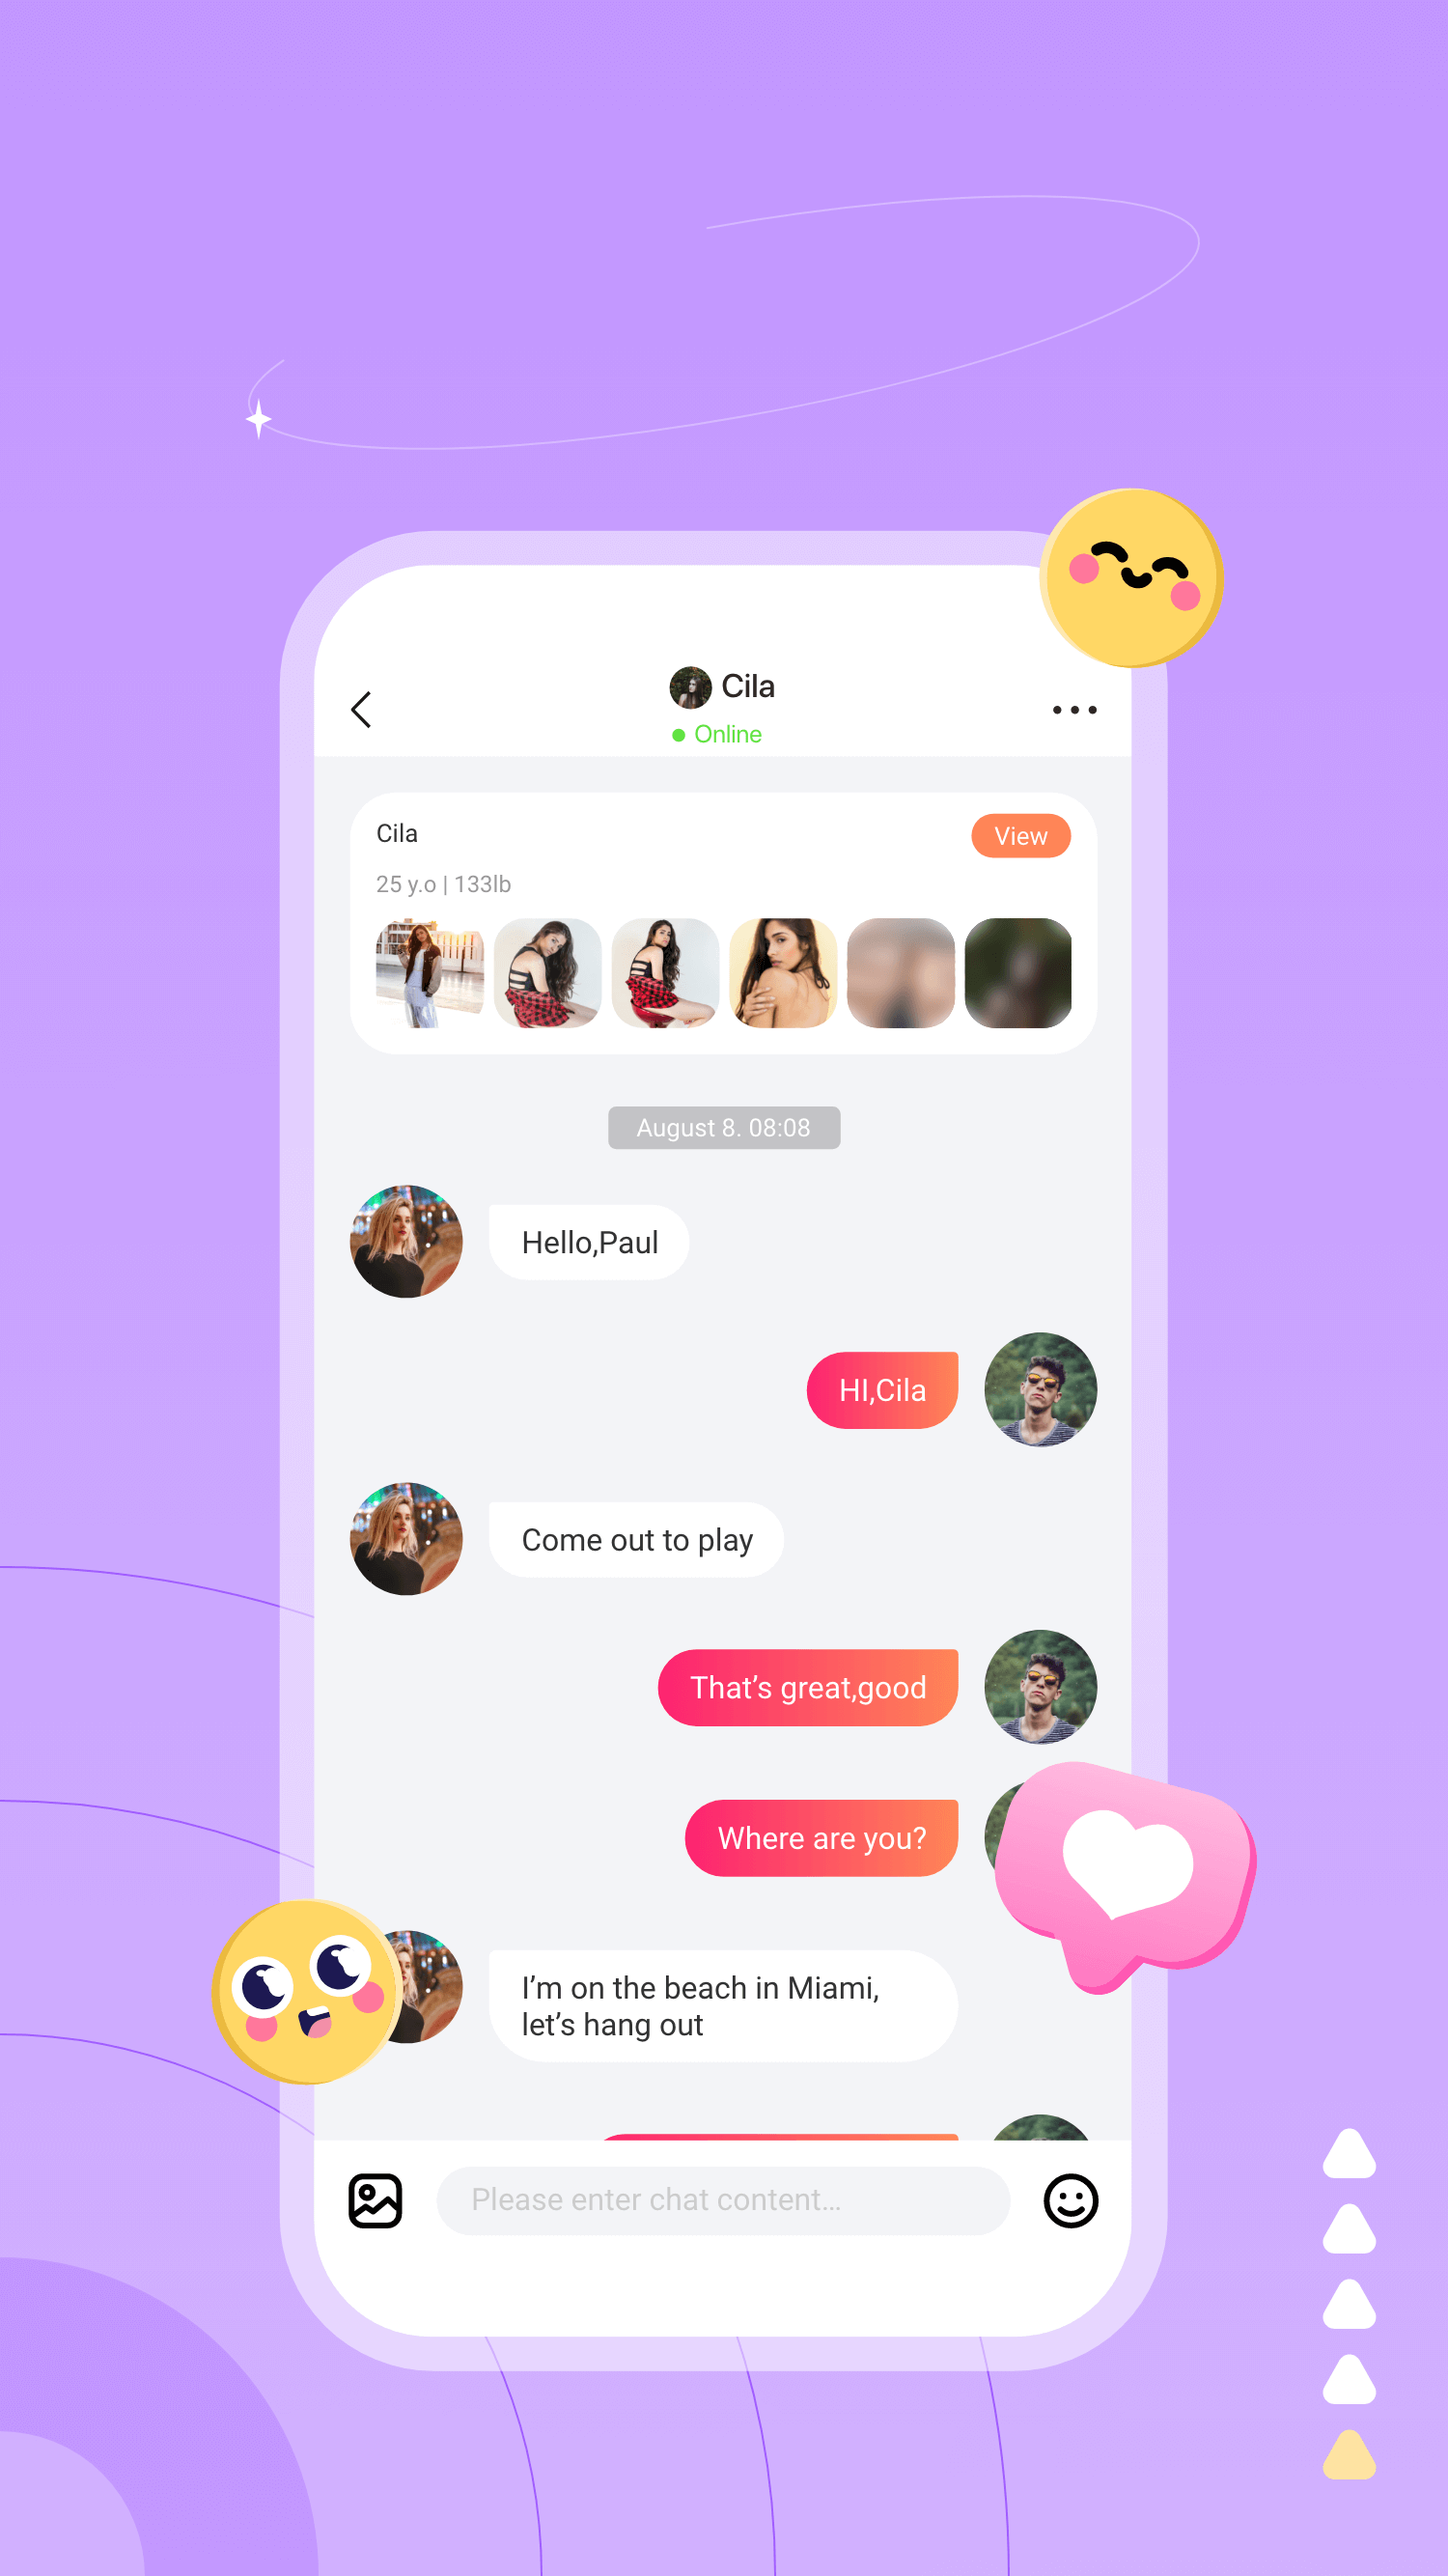 Cila
Online
Cila
View
25 y.o | 133lb
August 8. 08:08
Hello,Paul
HI,Cila
Come out to play
That’s great,good
Where are you?
I’m on the beach in Miami,
let’s hang out
Please enter chat content...